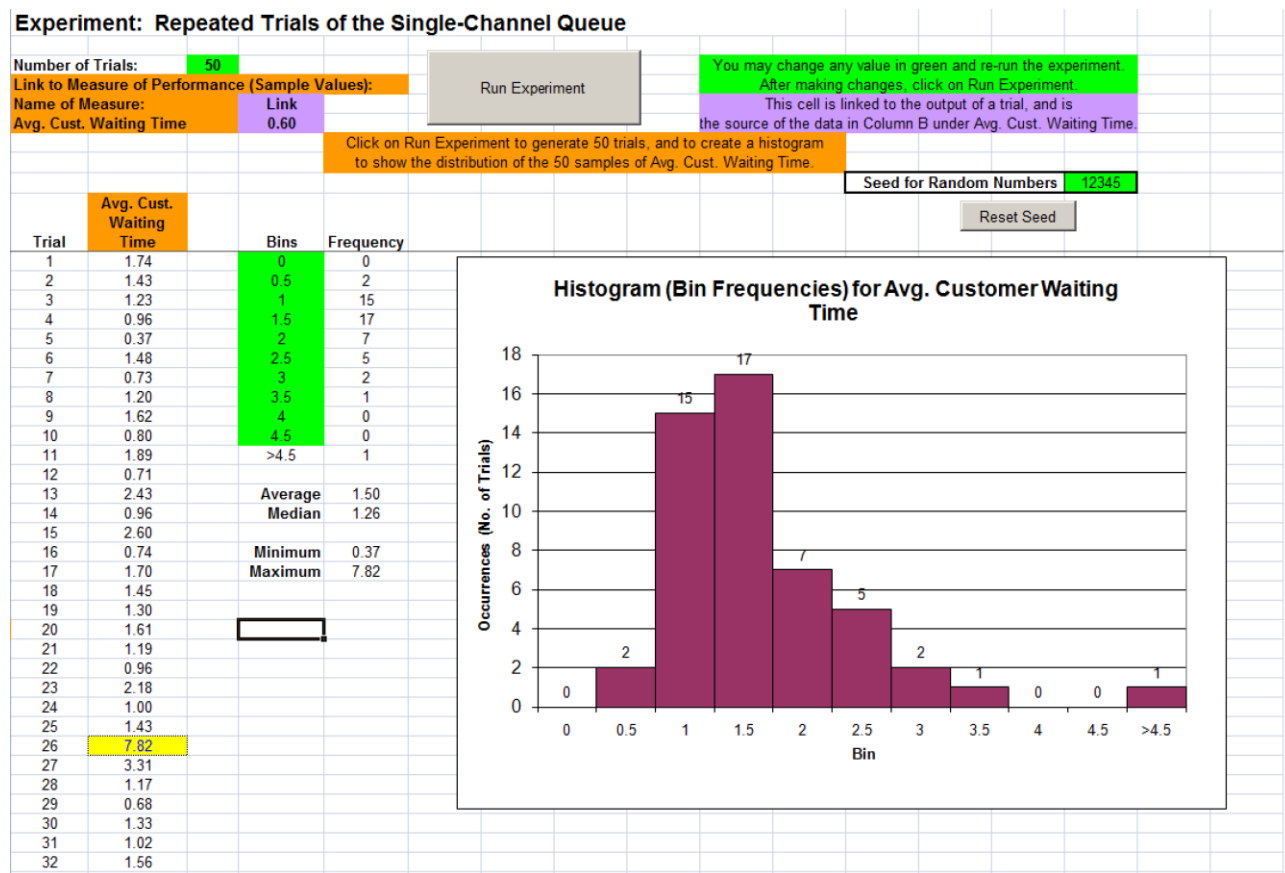 Experiment: Repeated Trials of the Single-Channel Queue
Number of Trials: 50
Link to Measure of Performance (Sample Values):
Name of Measure: Link
Avg. Cust. Waiting Time 0.60
Run Experiment
You may change any value in green and re-run the experiment.
After making changes, click on Run Experiment.
This cell is linked to the output of a trial, and is
the source of the data in Column B under Avg. Cust. Waiting Time.
Click on Run Experiment to generate 50 trials, and to create a histogram
to show the distribution of the 50 samples of Avg. Cust. Waiting Time.
Seed for Random Numbers 12345
Reset Seed
Avg. Cust.
Waiting
Trial Time Bins Frequency
1 1.74 0 0
2 1.43 0.5 2
3 1.23 1 15
4 0.96 1.5 17
5 0.37 2 7
6 1.48 2.5 5
7 0.73 3 2
8 1.20 3.5 1
9 1.62 4 0
10 0.80 4.5 0
11 1.89 >4.5 1
12 0.71
13 2.43 Average 1.50
14 0.96 Median 1.26
15 2.60
16 0.74 Minimum 0.37
17 1.70 Maximum 7.82
18 1.45
19 1.30
20 1.61
21 1.19
22 0.96
23 2.18
24 1.00
25 1.43
26 7.82
27 3.31
28 1.17
29 0.68
30 1.33
31 1.02
32 1.56
Histogram (Bin Frequencies) for Avg. Customer Waiting
Time
Occurrences (No. of Trials)
18
16
14
12
10
8
6
4
2
0
0 2 15 17 7 5 2 1 0 0 1
0 0.5 1 1.5 2 2.5 3 3.5 4 4.5 >4.5
Bin